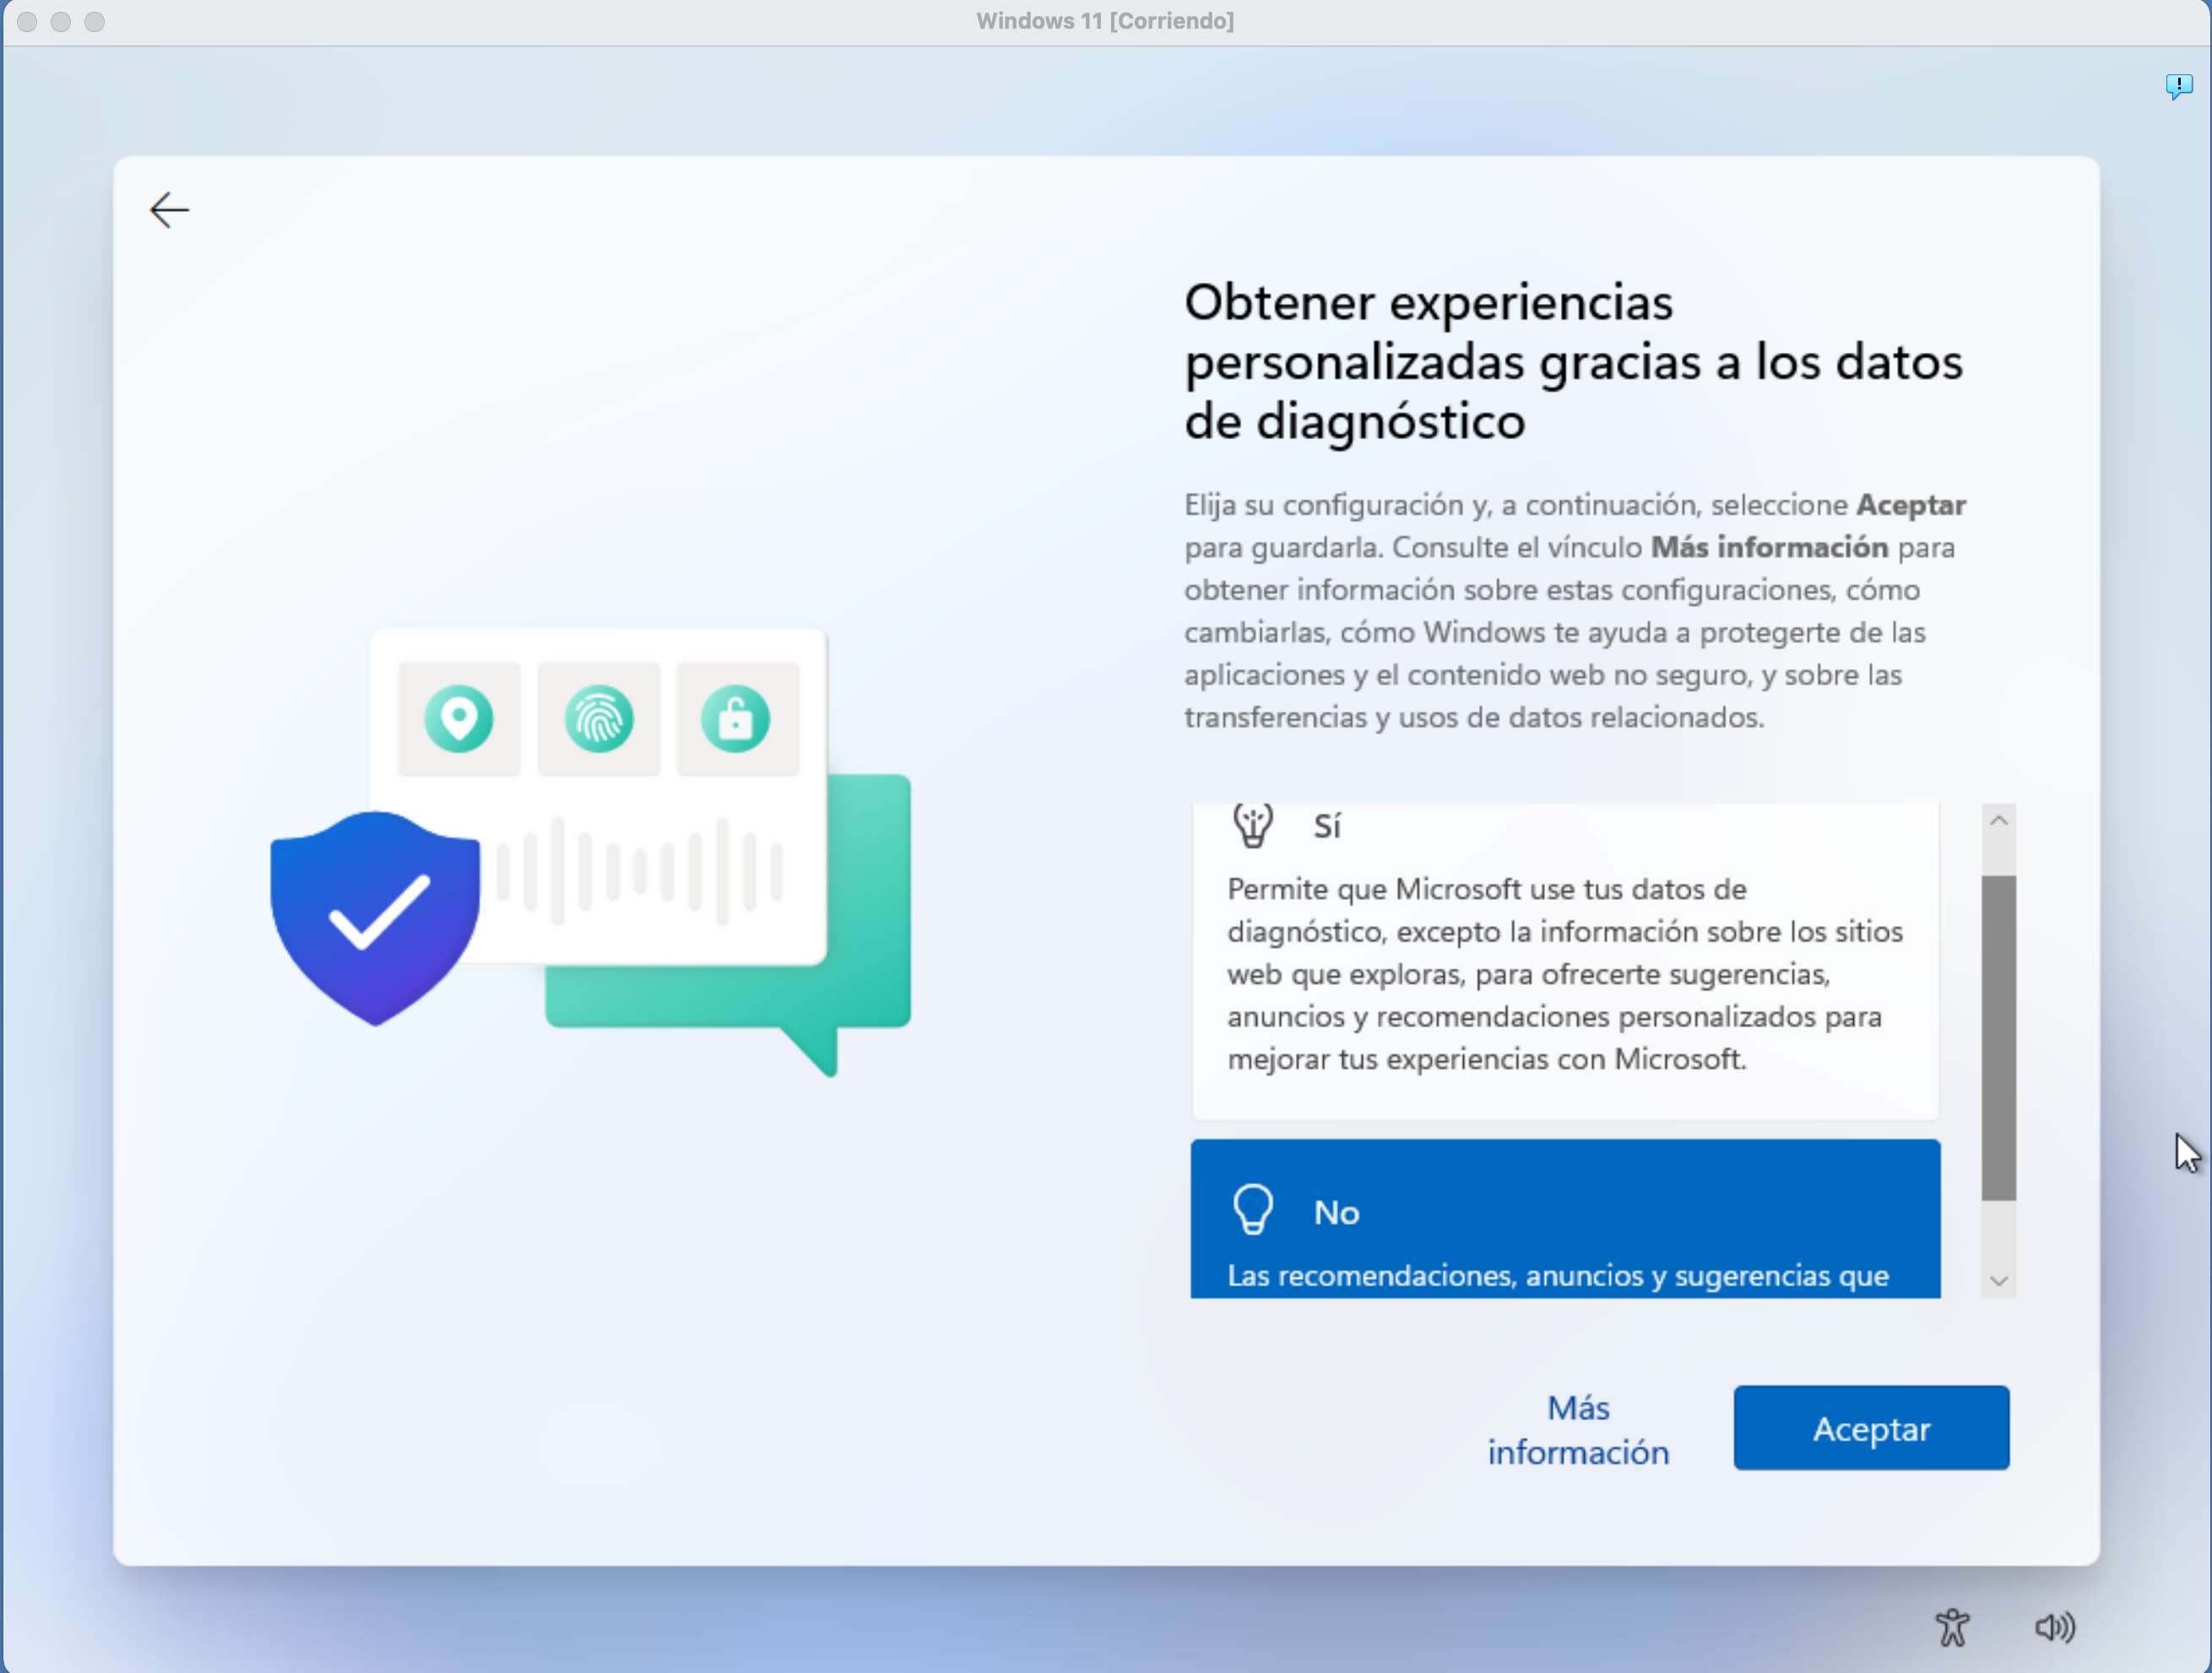 Windows 11 [Corriendo]
Obtener experiencias
personalizadas gracias a los datos
de diagnóstico
Elija su configuración y, a continuación, seleccione Aceptar
para guardarla. Consulte el vínculo Más información para
obtener información sobre estas configuraciones, cómo
cambiarlas, cómo Windows te ayuda a protegerte de las
aplicaciones y el contenido web no seguro, y sobre las
transferencias y usos de datos relacionados.
Sí
Permite que Microsoft use tus datos de
diagnóstico, excepto la información sobre los sitios
web que exploras, para ofrecerte sugerencias,
anuncios y recomendaciones personalizados para
mejorar tus experiencias con Microsoft.
No
Las recomendaciones, anuncios y sugerencias que
Más
información
Aceptar